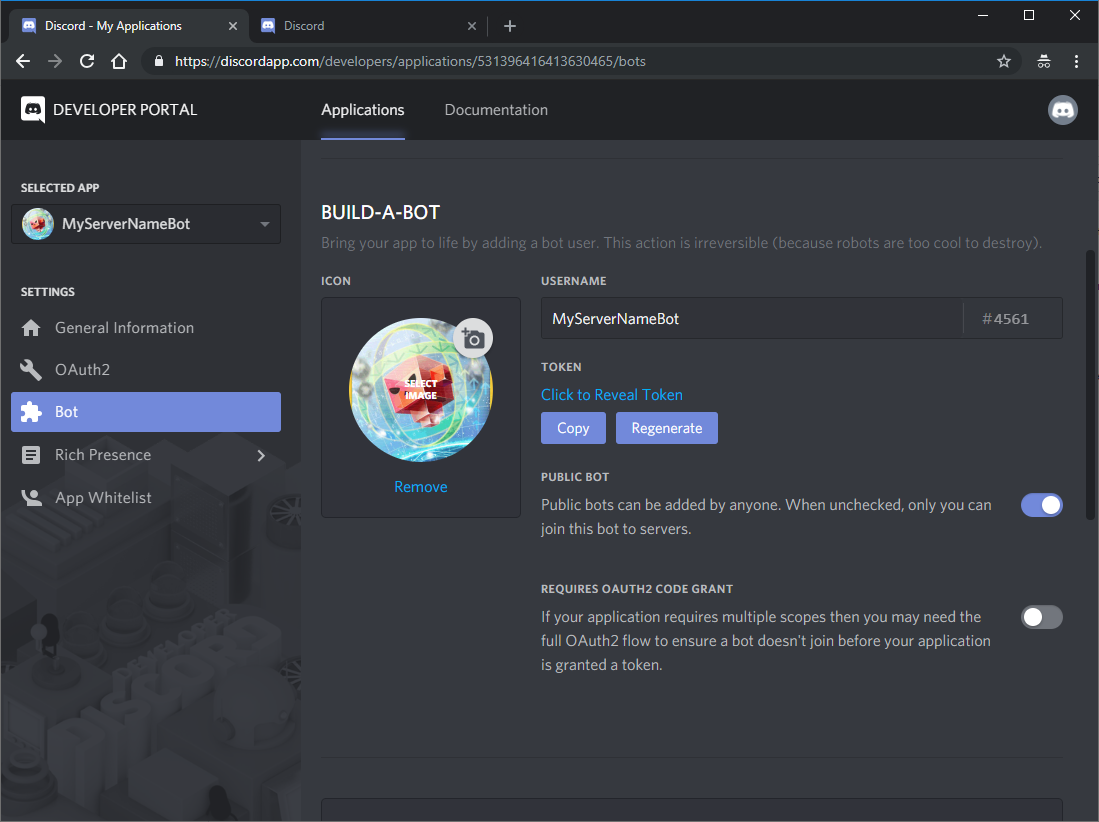 Discord - My Applications
Discord
https://discordapp.com/developers/applications/531396416413630465/bots
DEVELOPER PORTAL
Applications
Documentation
SELECTED APP
MyServerNameBot
SETTINGS
General Information
OAuth2
Bot
Rich Presence
App Whitelist
BUILD-A-BOT
Bring your app to life by adding a bot user. This action is irreversible (because robots are too cool to destroy).
ICON
SELECT
IMAGE
Remove
USERNAME
MyServerNameBot
#4561
TOKEN
Click to Reveal Token
Copy
Regenerate
PUBLIC BOT
Public bots can be added by anyone. When unchecked, only you can
join this bot to servers.
REQUIRES OAUTH2 CODE GRANT
If your application requires multiple scopes then you may need the
full OAuth2 flow to ensure a bot doesn't join before your application
is granted a token.